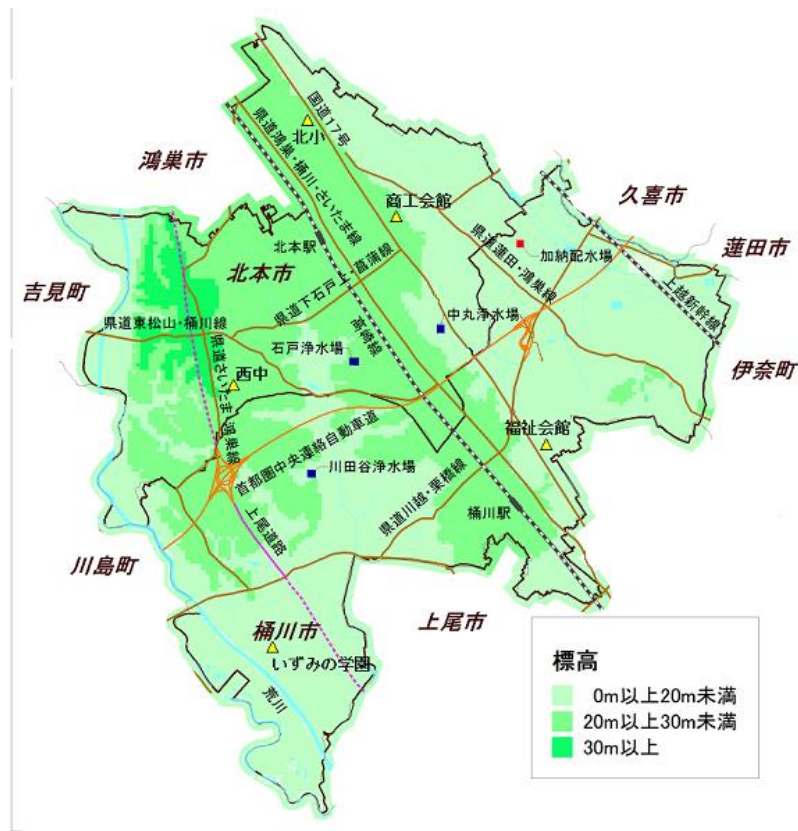 国道17号
北小
県道鴻巣・桶川・さいたま線
鴻巣市
商工会館
久喜市
北本駅
加納配水場
県道蓮田・鴻巣線
蓮田市
北本市
県道下石戸上・菖蒲線
吉見町
上越新幹線
中丸浄水場
県道東松山・桶川線
高崎線
石戸浄水場
伊奈町
県道さいたま・鴻巣線
西中
福祉会館
首都圏中央連絡自動車道
川田谷浄水場
県道川越・栗橋線
桶川駅
上尾道路
川島町
上尾市
桶川市
いずみの学園
荒川
標高
0m以上20m未満
20m以上30m未満
30m以上